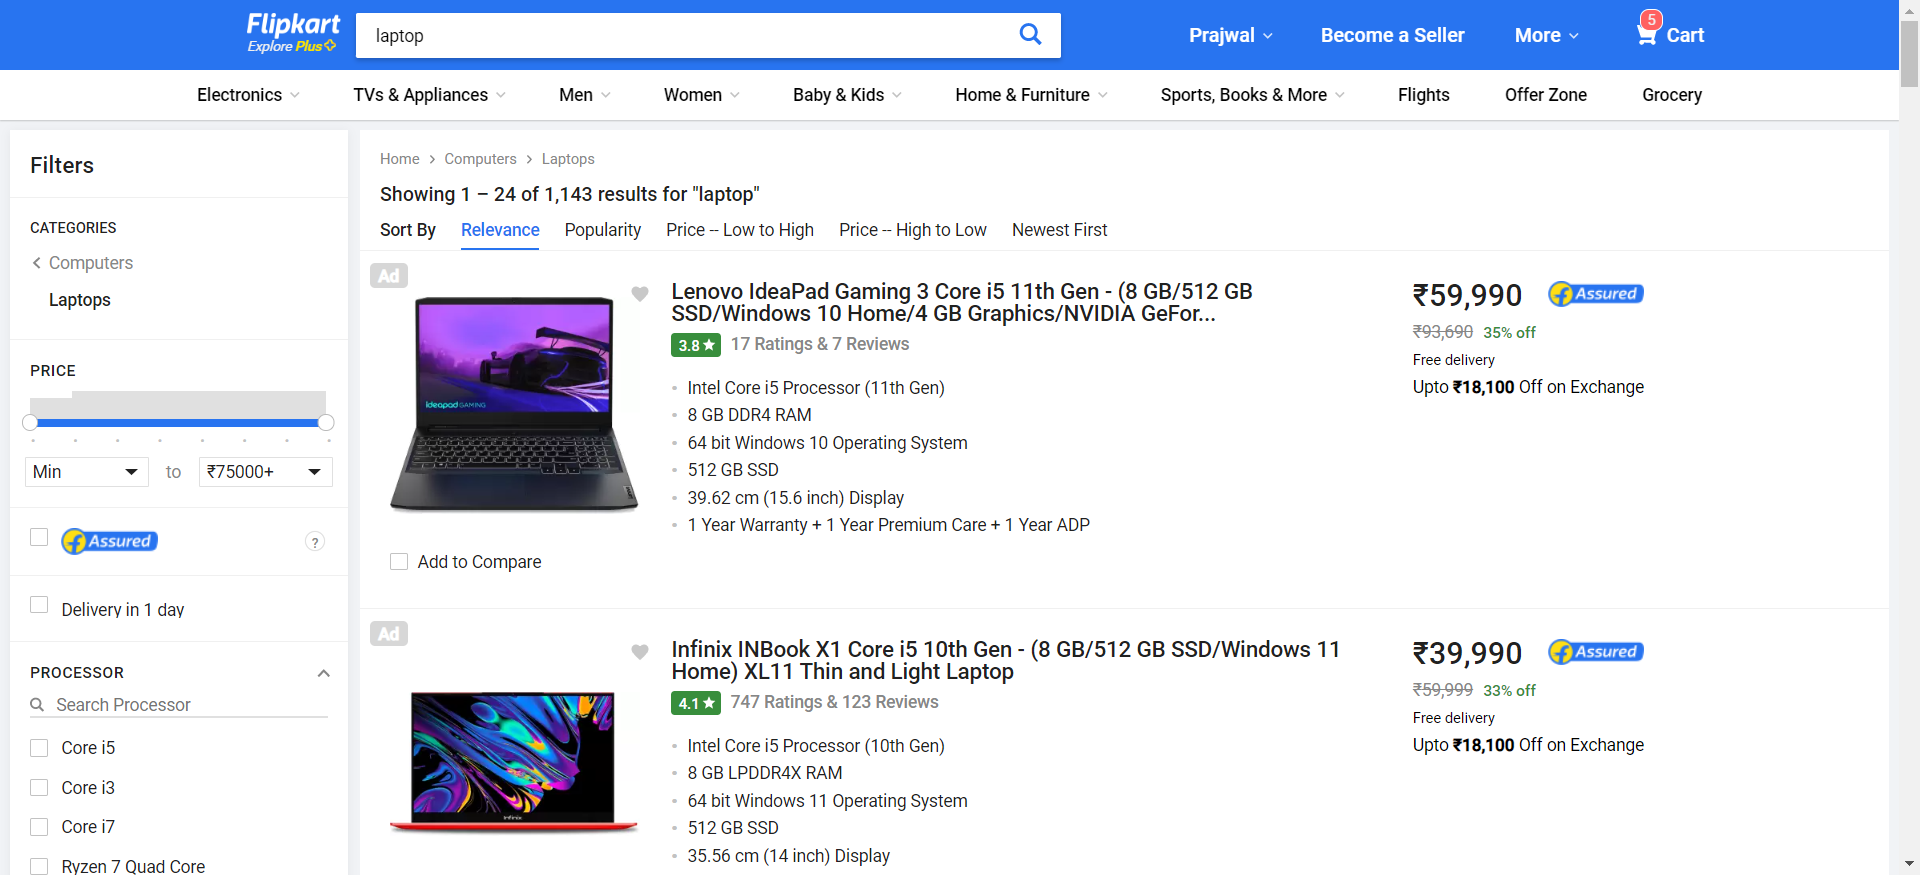 Flipkart
Explore Plus
laptop
Prajwal
Become a Seller
More
5
Cart
Electronics
TVs & Appliances
Men
Women
Baby & Kids
Home & Furniture
Sports, Books & More
Flights
Offer Zone
Grocery
Filters
CATEGORIES
Computers
Laptops
PRICE
Min to ₹75000+
Assured
?
Delivery in 1 day
PROCESSOR
Search Processor
Core i5
Core i3
Core i7
Ryzen 7 Quad Core
Home > Computers > Laptops
Showing 1 – 24 of 1,143 results for "laptop"
Sort By Relevance Popularity Price -- Low to High Price -- High to Low Newest First
Ad
ideapad GAMING
Add to Compare
Lenovo IdeaPad Gaming 3 Core i5 11th Gen - (8 GB/512 GB
SSD/Windows 10 Home/4 GB Graphics/NVIDIA GeFor...
3.8★ 17 Ratings & 7 Reviews
Intel Core i5 Processor (11th Gen)
8 GB DDR4 RAM
64 bit Windows 10 Operating System
512 GB SSD
39.62 cm (15.6 inch) Display
1 Year Warranty + 1 Year Premium Care + 1 Year ADP
₹59,990 Assured
₹93,690 35% off
Free delivery
Upto ₹18,100 Off on Exchange
Ad
Infinix
Infinix INBook X1 Core i5 10th Gen - (8 GB/512 GB SSD/Windows 11
Home) XL11 Thin and Light Laptop
4.1★ 747 Ratings & 123 Reviews
Intel Core i5 Processor (10th Gen)
8 GB LPDDR4X RAM
64 bit Windows 11 Operating System
512 GB SSD
35.56 cm (14 inch) Display
₹39,990 Assured
₹59,999 33% off
Free delivery
Upto ₹18,100 Off on Exchange